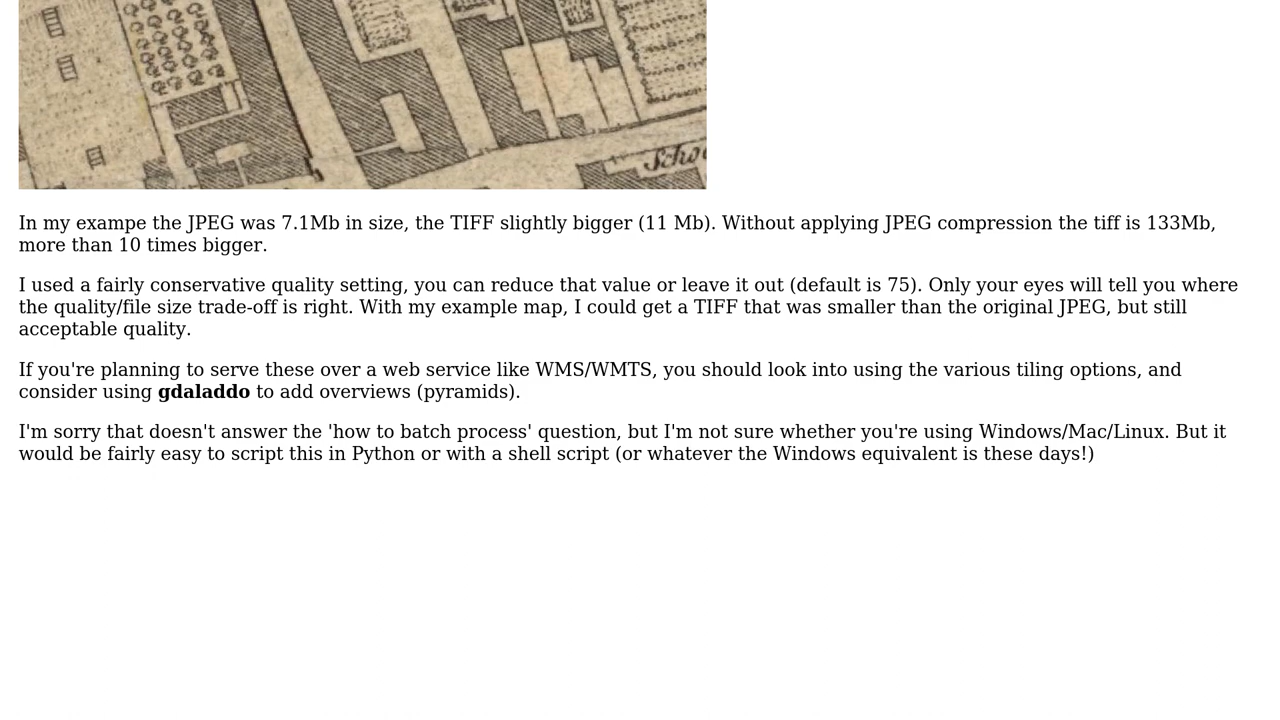 In my exampe the JPEG was 7.1Mb in size, the TIFF slightly bigger (11 Mb). Without applying JPEG compression the tiff is 133Mb,
more than 10 times bigger.
I used a fairly conservative quality setting, you can reduce that value or leave it out (default is 75). Only your eyes will tell you where
the quality/file size trade-off is right. With my example map, I could get a TIFF that was smaller than the original JPEG, but still
acceptable quality.
If you're planning to serve these over a web service like WMS/WMTS, you should look into using the various tiling options, and
consider using gdaladdo to add overviews (pyramids).
I'm sorry that doesn't answer the 'how to batch process' question, but I'm not sure whether you're using Windows/Mac/Linux. But it
would be fairly easy to script this in Python or with a shell script (or whatever the Windows equivalent is these days!)